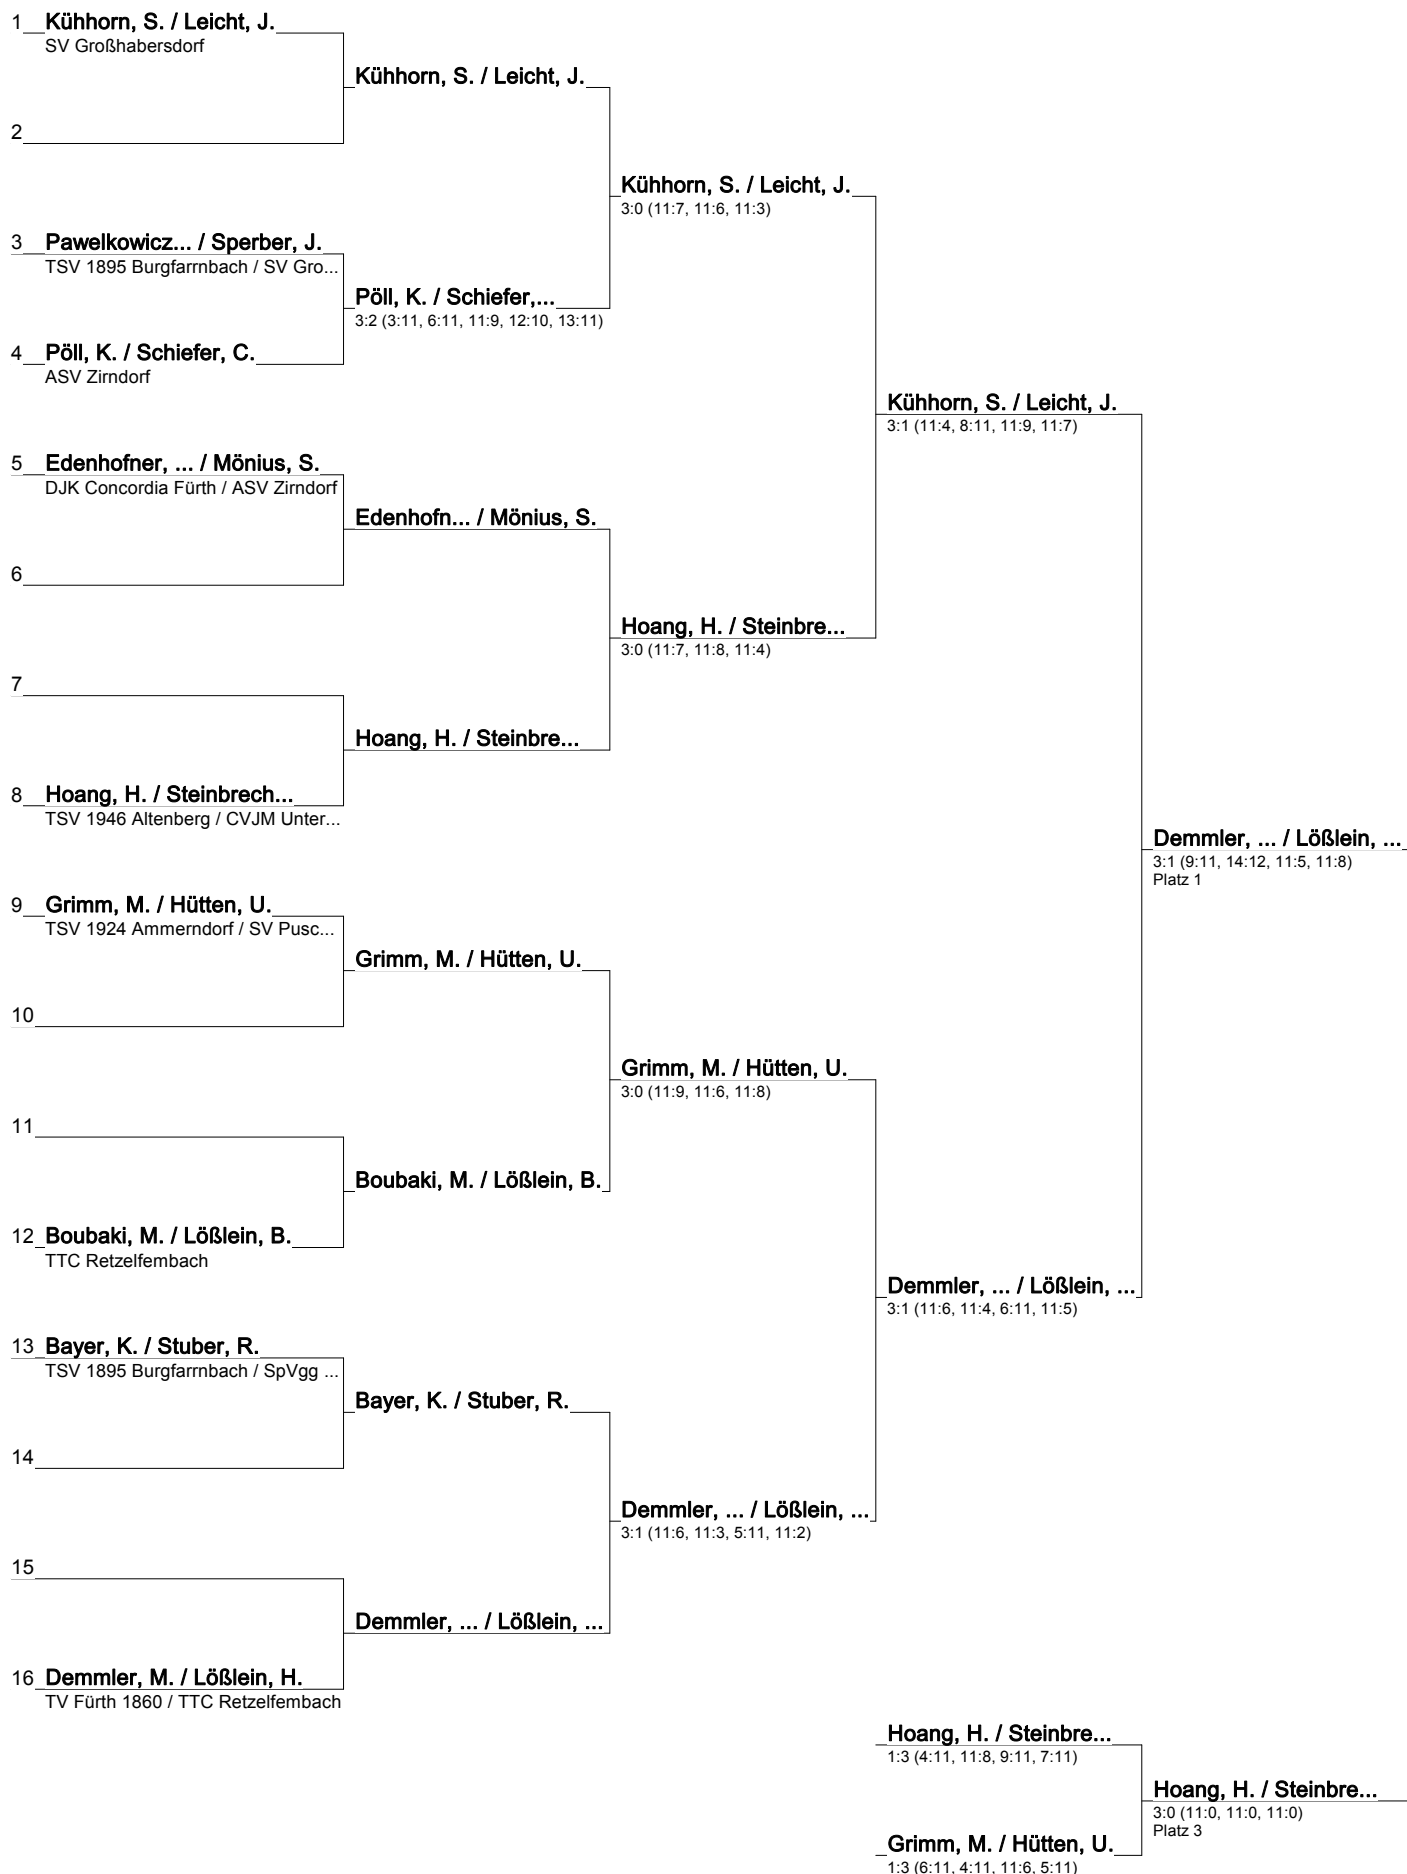 1 Kühhorn, S. / Leicht, J.
SV Großhabersdorf
Kühhorn, S. / Leicht, J.
2
Kühhorn, S. / Leicht, J.
3:0 (11:7, 11:6, 11:3)
3 Pawelkowicz... / Sperber, J.
TSV 1895 Burgfarrnbach / SV Gro...
Pöll, K. / Schiefer,...
3:2 (3:11, 6:11, 11:9, 12:10, 13:11)
4 Pöll, K. / Schiefer, C.
ASV Zirndorf
Kühhorn, S. / Leicht, J.
3:1 (11:4, 8:11, 11:9, 11:7)
5 Edenhofner, ... / Mönius, S.
DJK Concordia Fürth / ASV Zirndorf
Edenhofn... / Mönius, S.
6
Hoang, H. / Steinbre...
3:0 (11:7, 11:8, 11:4)
7
Hoang, H. / Steinbre...
8 Hoang, H. / Steinbrech...
TSV 1946 Altenberg / CVJM Unter...
Demmler, ... / Lößlein, ...
3:1 (9:11, 14:12, 11:5, 11:8)
Platz 1
9 Grimm, M. / Hütten, U.
TSV 1924 Ammerndorf / SV Pusc...
Grimm, M. / Hütten, U.
10
Grimm, M. / Hütten, U.
3:0 (11:9, 11:6, 11:8)
11
Boubaki, M. / Lößlein, B.
12 Boubaki, M. / Lößlein, B.
TTC Retzelfembach
Demmler, ... / Lößlein, ...
3:1 (11:6, 11:4, 6:11, 11:5)
13 Bayer, K. / Stuber, R.
TSV 1895 Burgfarrnbach / SpVgg ...
Bayer, K. / Stuber, R.
14
Demmler, ... / Lößlein, ...
3:1 (11:6, 11:3, 5:11, 11:2)
15
Demmler, ... / Lößlein, ...
16 Demmler, M. / Lößlein, H.
TV Fürth 1860 / TTC Retzelfembach
Hoang, H. / Steinbre...
1:3 (4:11, 11:8, 9:11, 7:11)
Hoang, H. / Steinbre...
3:0 (11:0, 11:0, 11:0)
Platz 3
Grimm, M. / Hütten, U.
1:3 (6:11, 4:11, 11:6, 5:11)